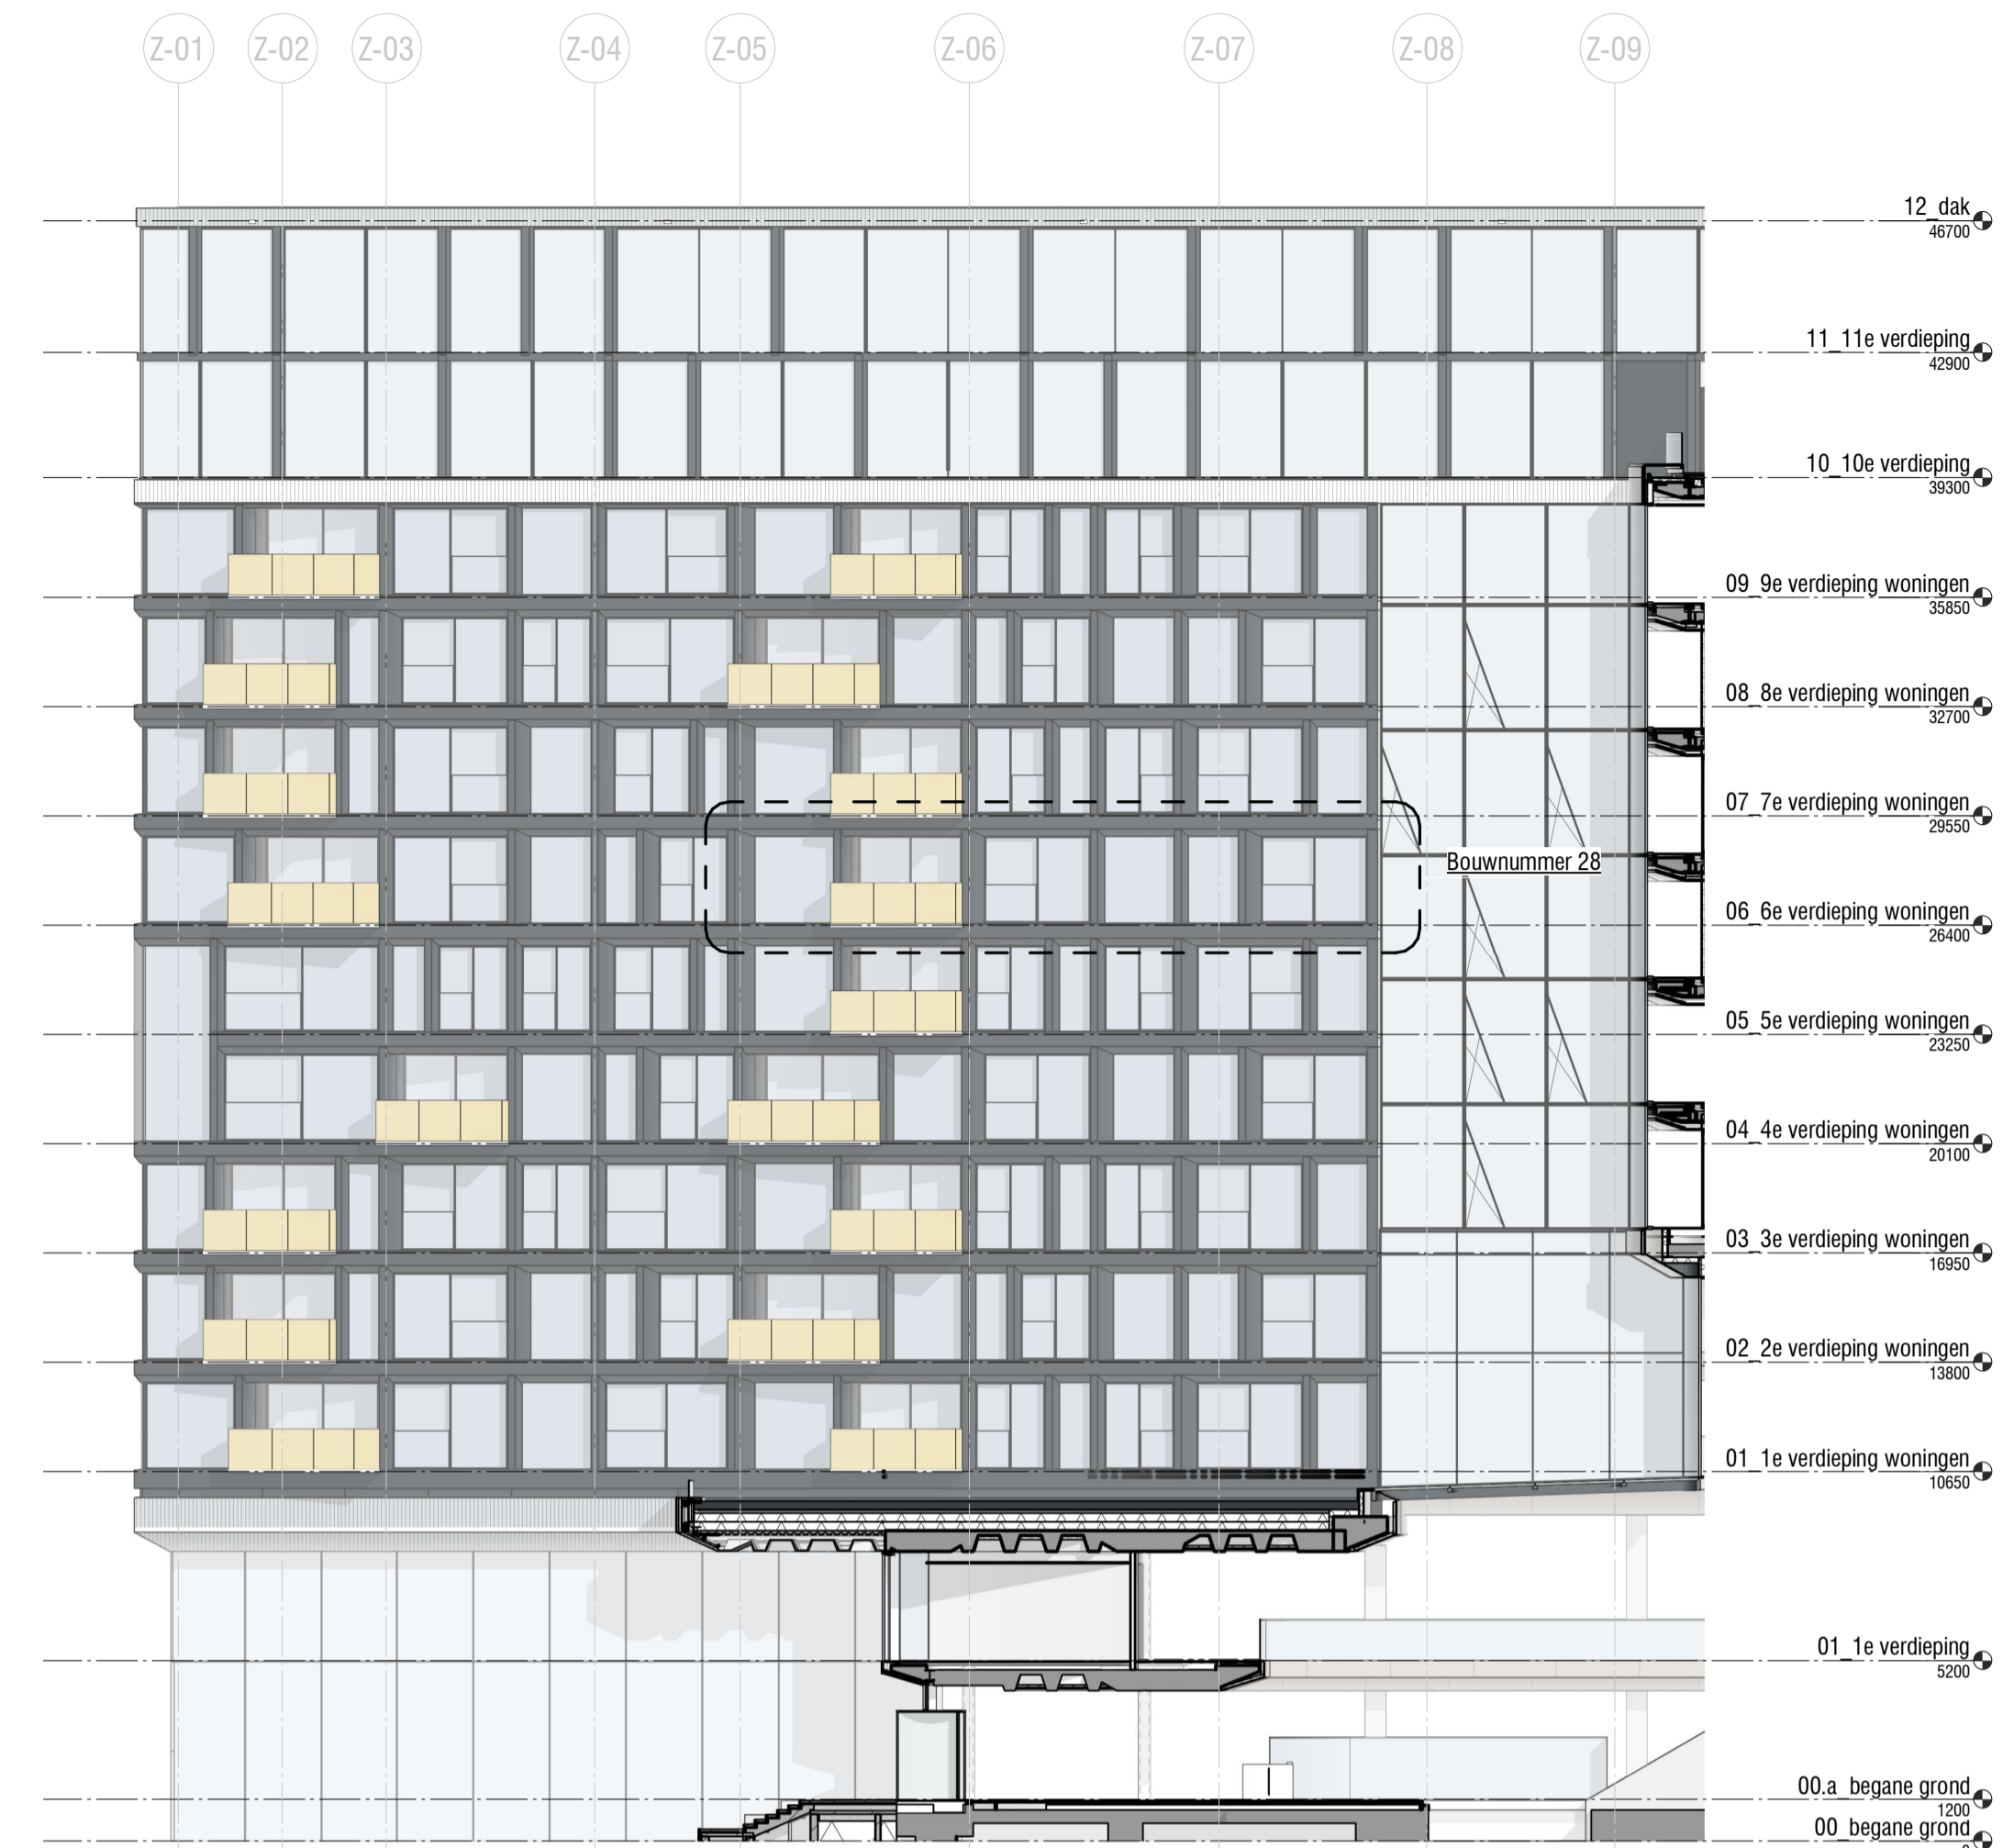 Z-01 Z-02 Z-03 Z-04 Z-05 Z-06 Z-07 Z-08 Z-09
12_dak
46700
11_11e verdieping
42900
10_10e verdieping
39300
09_9e verdieping woningen
35850
08_8e verdieping woningen
32700
07_7e verdieping woningen
29550
Bouwnummer 28
06_6e verdieping woningen
26400
05_5e verdieping woningen
23250
04_4e verdieping woningen
20100
03_3e verdieping woningen
16950
02_2e verdieping woningen
13800
01_1e verdieping woningen
10650
01_1e verdieping
5200
00.a_begane grond
1200
00_begane grond